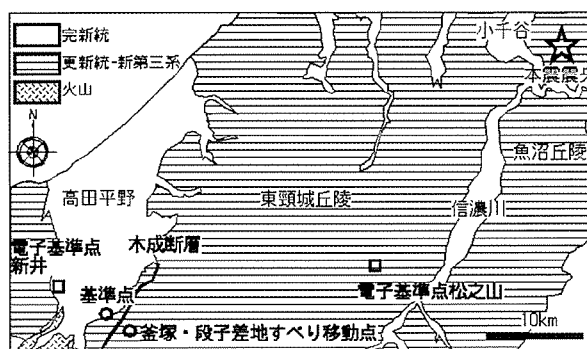 完新統
更新統-新第三系
火山
N
小千谷
本震震央
魚沼丘陵
高田平野
東頸城丘陵
信濃川
木成断層
電子基準点
新井
電子基準点松之山
基準点
釜塚・段子差地すべり移動点
10km